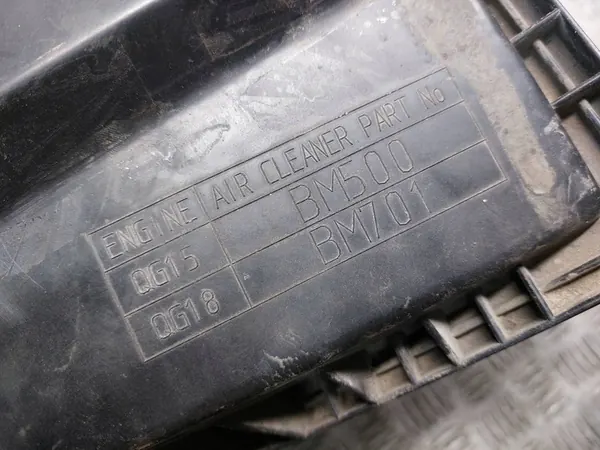 ENGINE AIR CLEANER PART No
QG15 BM500
QG18 BM701